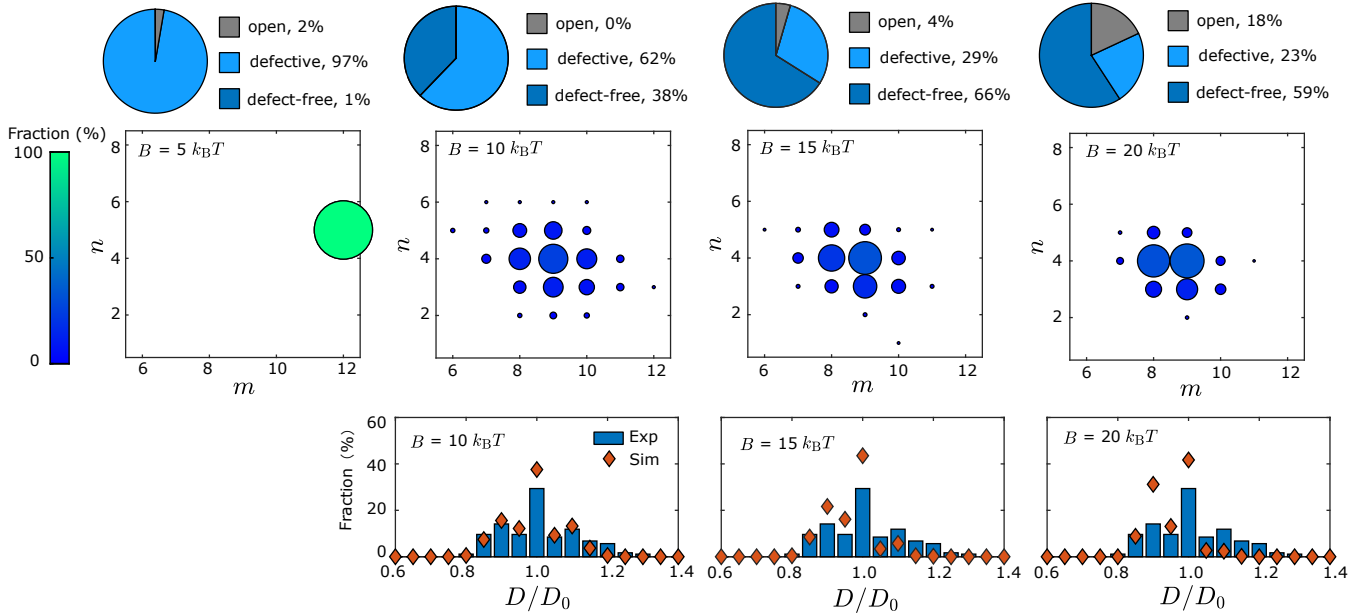 open, 2%
defective, 97%
defect-free, 1%
open, 0%
defective, 62%
defect-free, 38%
open, 4%
defective, 29%
defect-free, 66%
open, 18%
defective, 23%
defect-free, 59%
Fraction (%)
100
50
0
B = 5 k_BT
8
6
4
2
n
6 8 10 12
m
B = 10 k_BT
8
6
4
2
n
6 8 10 12
m
B = 15 k_BT
8
6
4
2
n
6 8 10 12
m
B = 20 k_BT
8
6
4
2
n
6 8 10 12
m
Fraction (%)
60
40
20
0
B = 10 k_BT
Exp
Sim
0.6 0.8 1.0 1.2 1.4
D/D_0
B = 15 k_BT
0.6 0.8 1.0 1.2 1.4
D/D_0
B = 20 k_BT
0.6 0.8 1.0 1.2 1.4
D/D_0